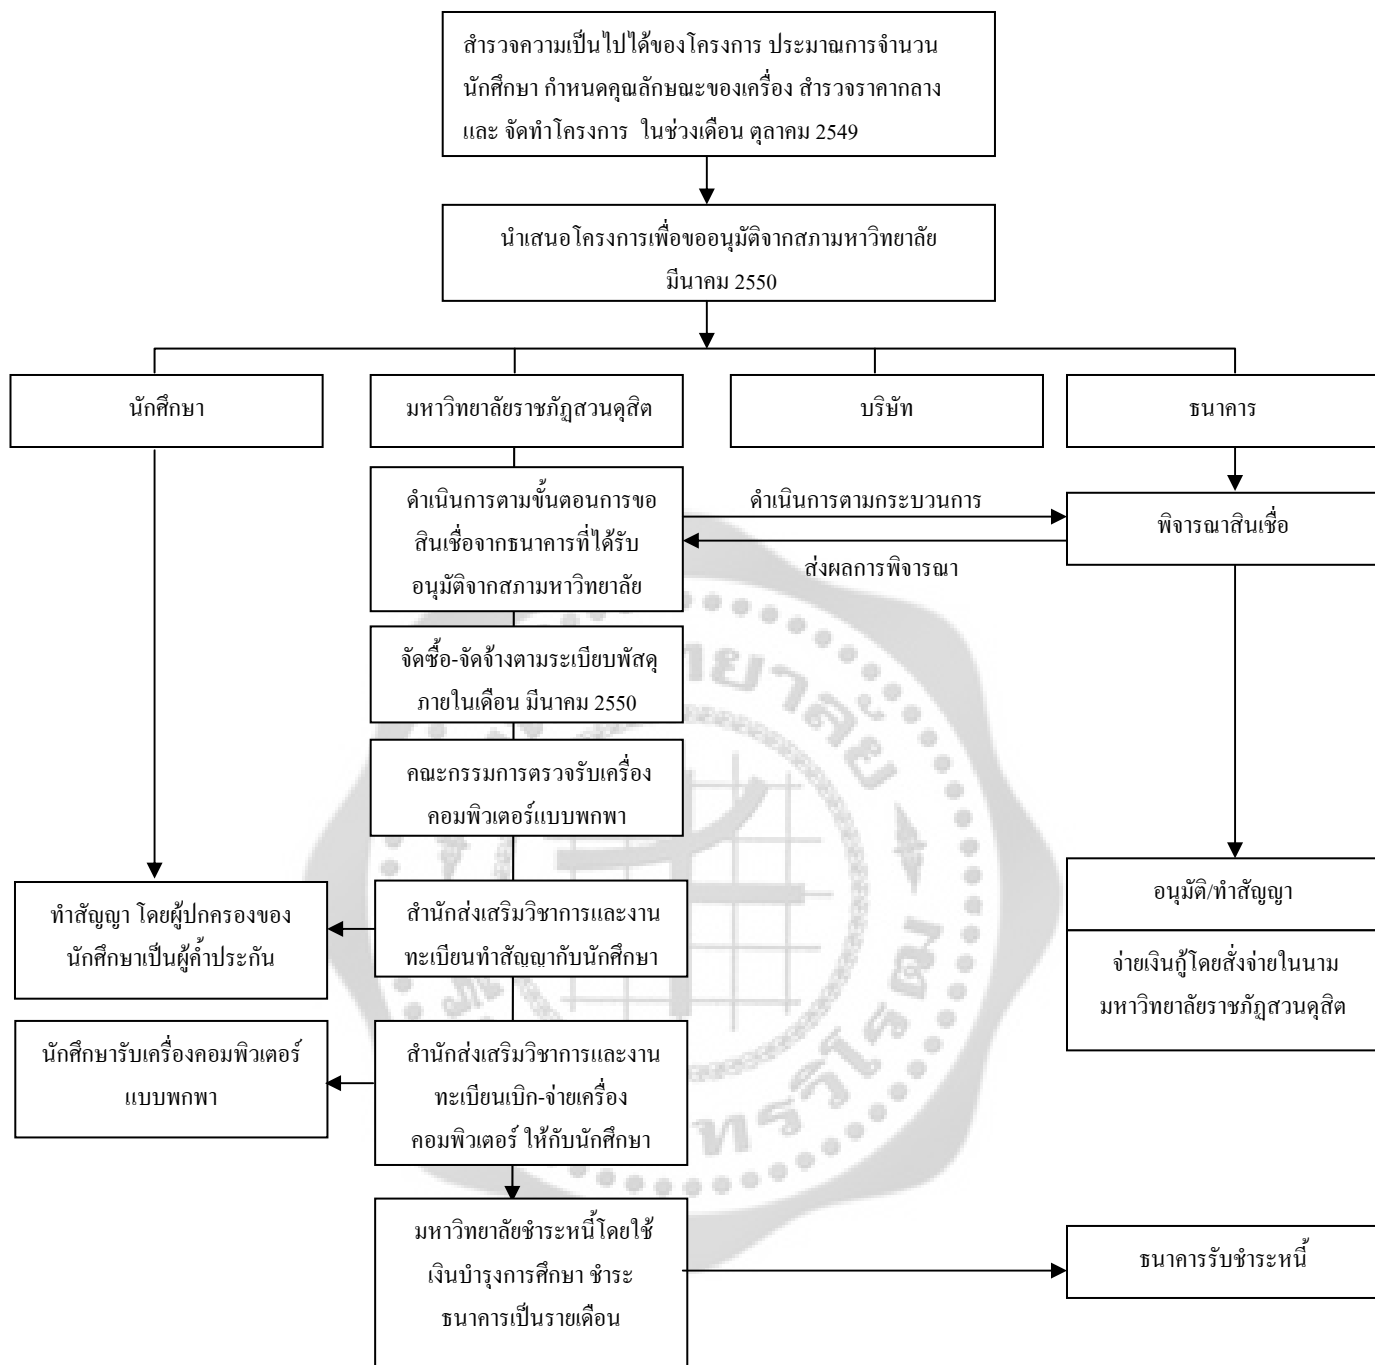 สำรวจความเป็นไปได้ของโครงการ ประมาณการจำนวน
นักศึกษา กำหนดคุณลักษณะของเครื่อง สำรวจราคากลาง
และ จัดทำโครงการ ในช่วงเดือน ตุลาคม 2549
นำเสนอโครงการเพื่อขออนุมัติจากสภามหาวิทยาลัย
มีนาคม 2550
นักศึกษา
มหาวิทยาลัยราชภัฏสวนดุสิต
บริษัท
ธนาคาร
ดำเนินการตามขั้นตอนการขอ
สินเชื่อจากธนาคารที่ได้รับ
อนุมัติจากสภามหาวิทยาลัย
ดำเนินการตามกระบวนการ
ส่งผลการพิจารณา
พิจารณาสินเชื่อ
จัดซื้อ-จัดจ้างตามระเบียบพัสดุ
ภายในเดือน มีนาคม 2550
คณะกรรมการตรวจรับเครื่อง
คอมพิวเตอร์แบบพกพา
ทำสัญญา โดยผู้ปกครองของ
นักศึกษาเป็นผู้ค้ำประกัน
สำนักส่งเสริมวิชาการและงาน
ทะเบียนทำสัญญากับนักศึกษา
อนุมัติ/ทำสัญญา
จ่ายเงินกู้โดยสั่งจ่ายในนาม
มหาวิทยาลัยราชภัฏสวนดุสิต
นักศึกษารับเครื่องคอมพิวเตอร์
แบบพกพา
สำนักส่งเสริมวิชาการและงาน
ทะเบียนเบิก-จ่ายเครื่อง
คอมพิวเตอร์ ให้กับนักศึกษา
มหาวิทยาลัยชำระหนี้โดยใช้
เงินบำรุงการศึกษา ชำระ
ธนาคารเป็นรายเดือน
ธนาคารรับชำระหนี้